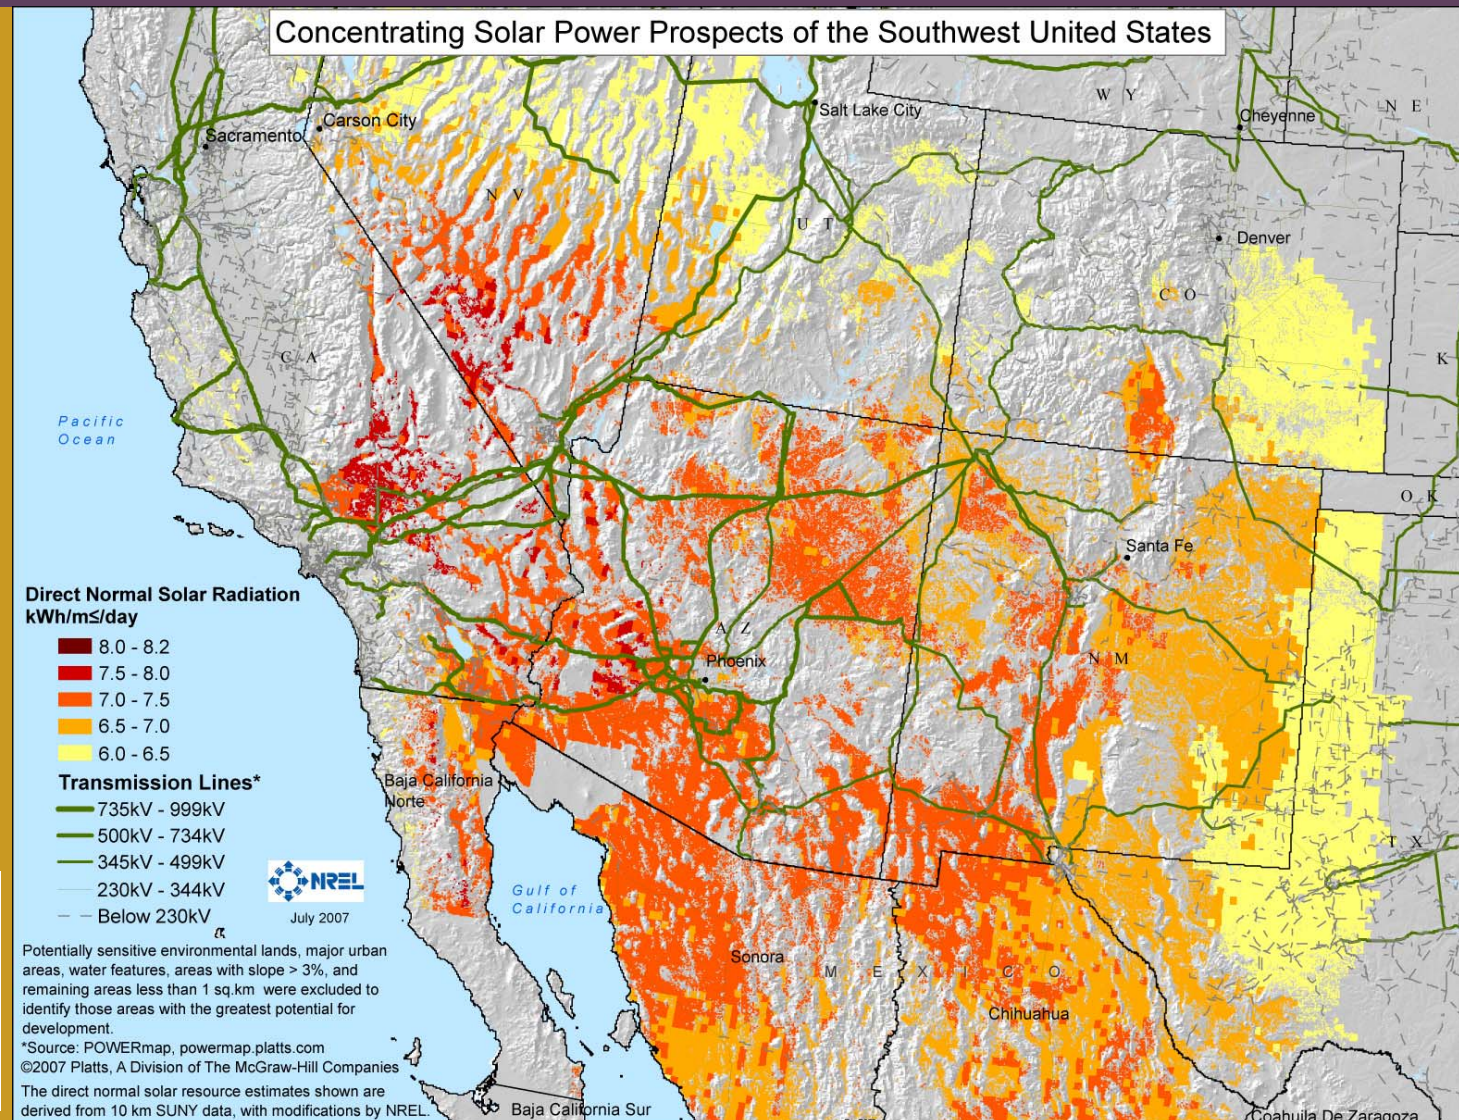 Concentrating Solar Power Prospects of the Southwest United States
W Y
N E
Salt Lake City
Cheyenne
Carson City
Sacramento
N V
U T
Denver
C O
C A
K
Pacific
Ocean
O K
Santa Fe
A Z
Phoenix
N M
T X
Direct Normal Solar Radiation
kWh/m≤/day
8.0 - 8.2
7.5 - 8.0
7.0 - 7.5
6.5 - 7.0
6.0 - 6.5
Transmission Lines*
735kV - 999kV
500kV - 734kV
345kV - 499kV
230kV - 344kV
Below 230kV
NREL
July 2007
Baja California
Norte
Gulf of
California
Sonora
M E X I C O
Chihuahua
Potentially sensitive environmental lands, major urban
areas, water features, areas with slope > 3%, and
remaining areas less than 1 sq.km were excluded to
identify those areas with the greatest potential for
development.
*Source: POWERmap, powermap.platts.com
©2007 Platts, A Division of The McGraw-Hill Companies
The direct normal solar resource estimates shown are
derived from 10 km SUNY data, with modifications by NREL.
Baja California Sur
Coahuila De Zaragoza